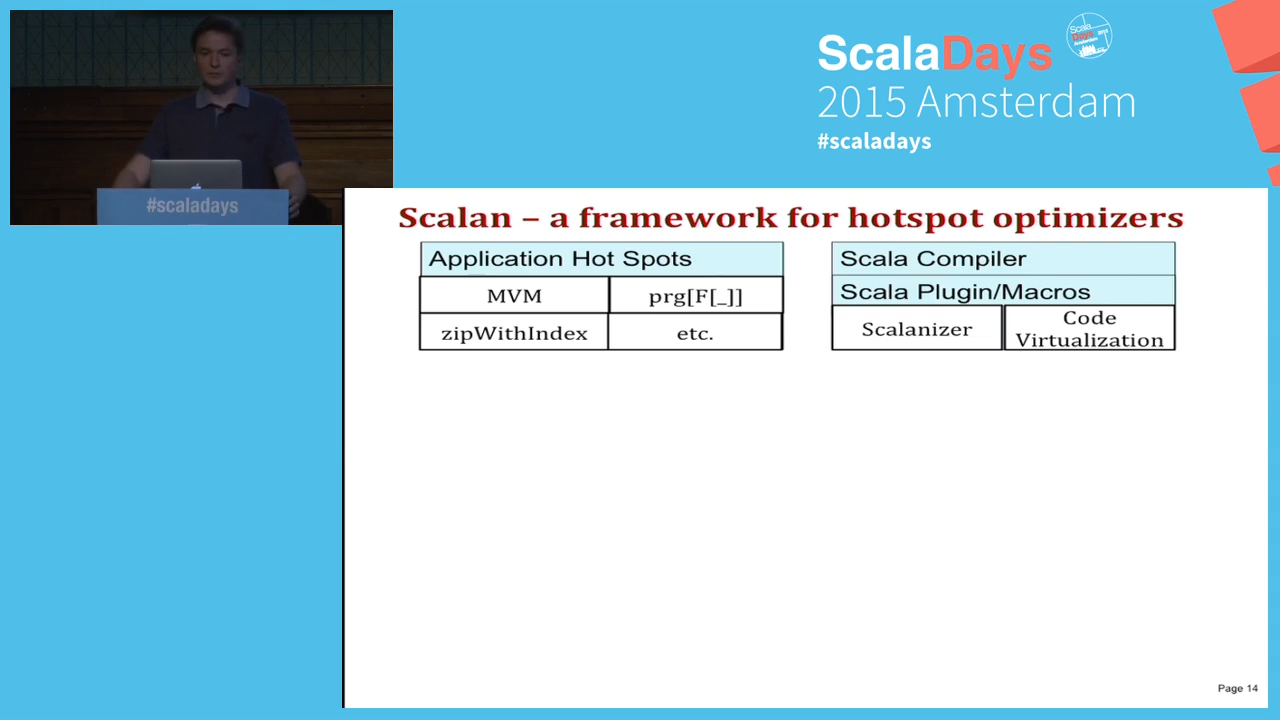 ScalaDays
2015 Amsterdam
#scaladays
#scaladays
Scalan – a framework for hotspot optimizers
Application Hot Spots
MVM
prg[F[_]]
zipWithIndex
etc.
Scala Compiler
Scala Plugin/Macros
Scalanizer
Code
Virtualization
Page 14